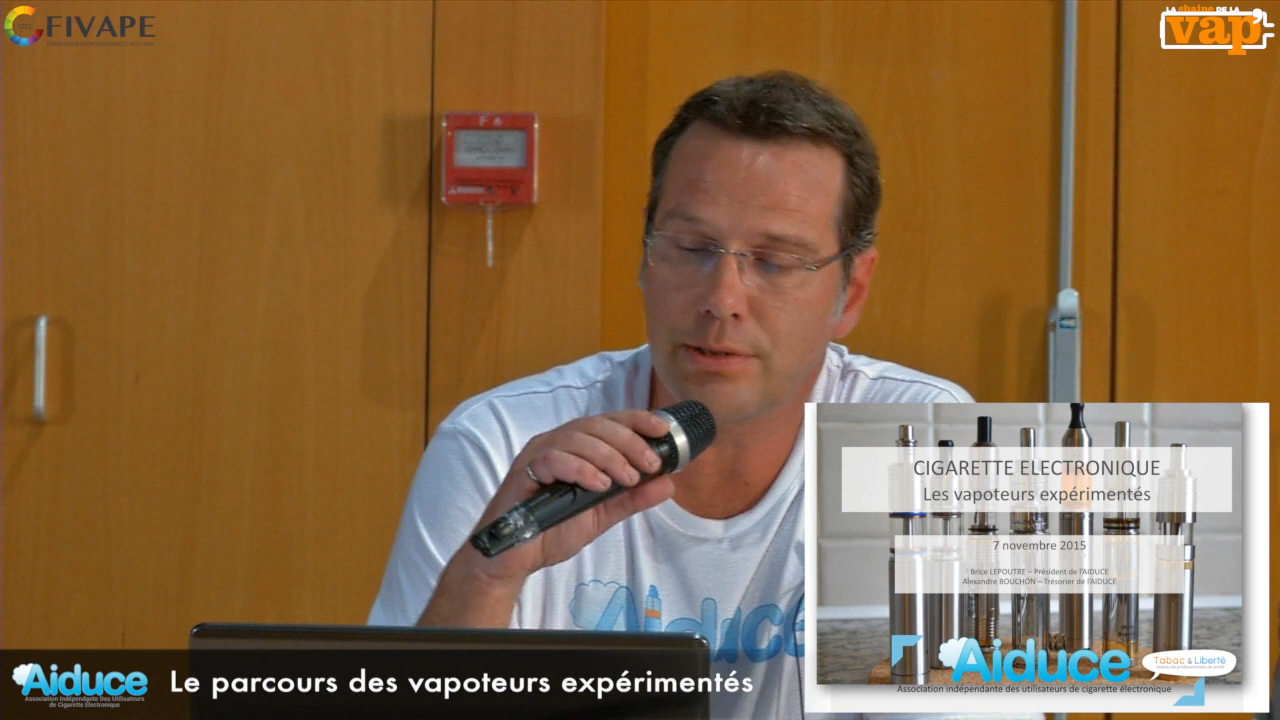 FIVAPE
LA chaine DE LA
vap'
Aiduce
CIGARETTE ELECTRONIQUE
Les vapoteurs expérimentés
7 novembre 2015
Brice LEPOUTRE – Président de l'AIDUCE
Alexandre BOUCHON – Trésorier de l'AIDUCE
Aiduce
Tabac & Liberté
Association indépendante des utilisateurs de cigarette électronique
Aiduce
Association Indépendante Des Utilisateurs
de Cigarette Électronique
Le parcours des vapoteurs expérimentés